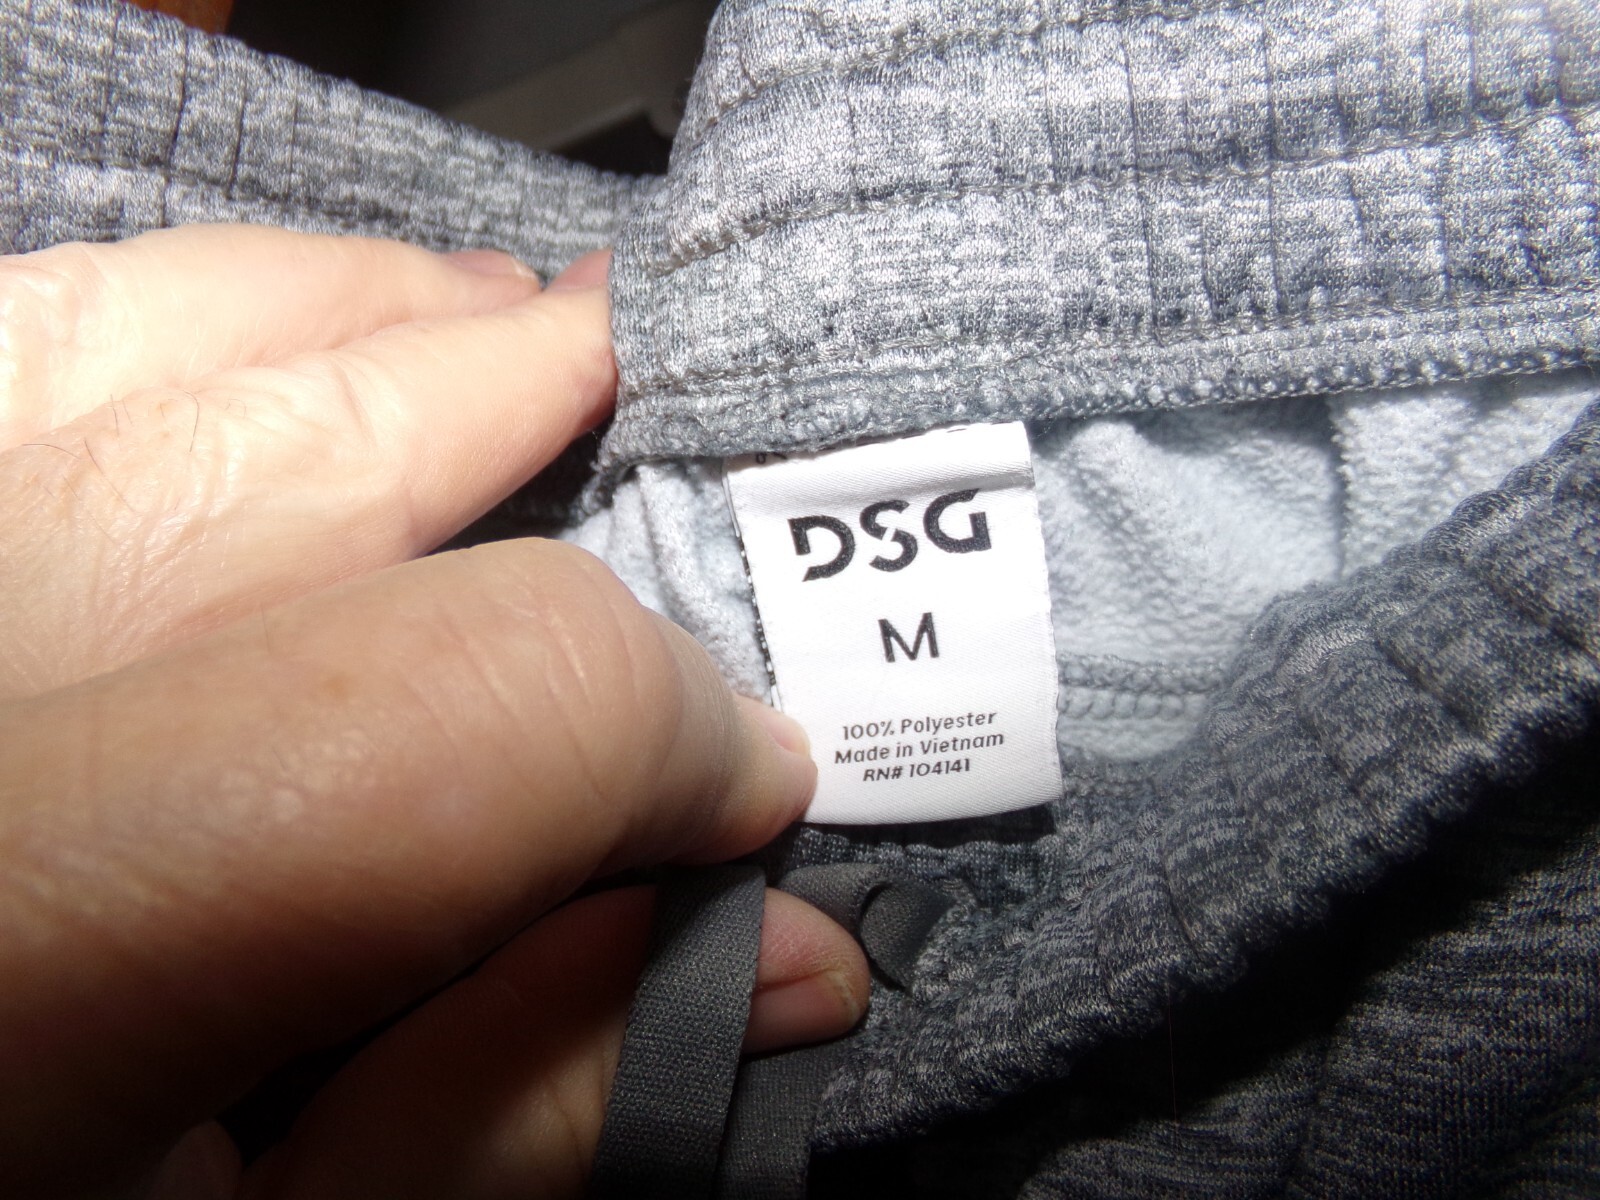 DSG
M
100% Polyester
Made in Vietnam
RN# 104141